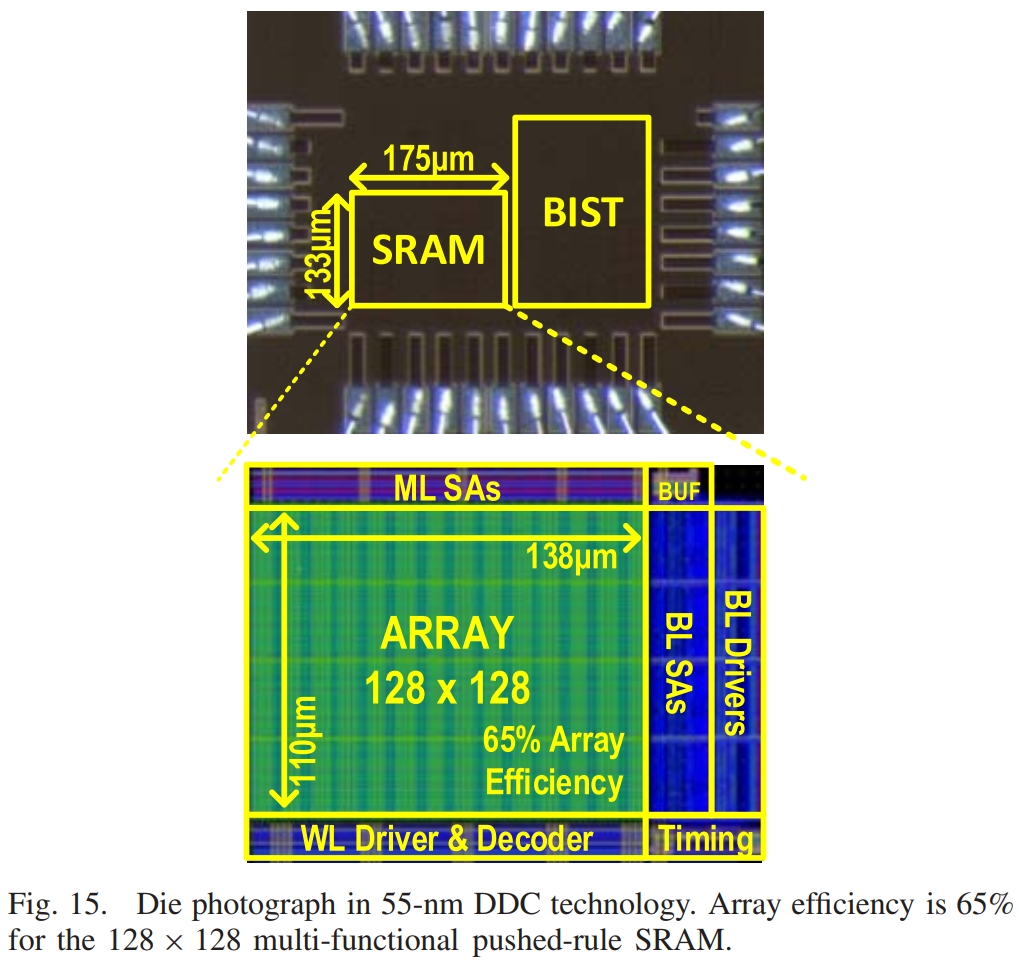 175μm
133μm
SRAM
BIST
ML SAs
BUF
138μm
ARRAY
128 x 128
110μm
65% Array
Efficiency
BL SAs
BL Drivers
WL Driver & Decoder
Timing
Fig. 15. Die photograph in 55-nm DDC technology. Array efficiency is 65%
for the 128 × 128 multi-functional pushed-rule SRAM.